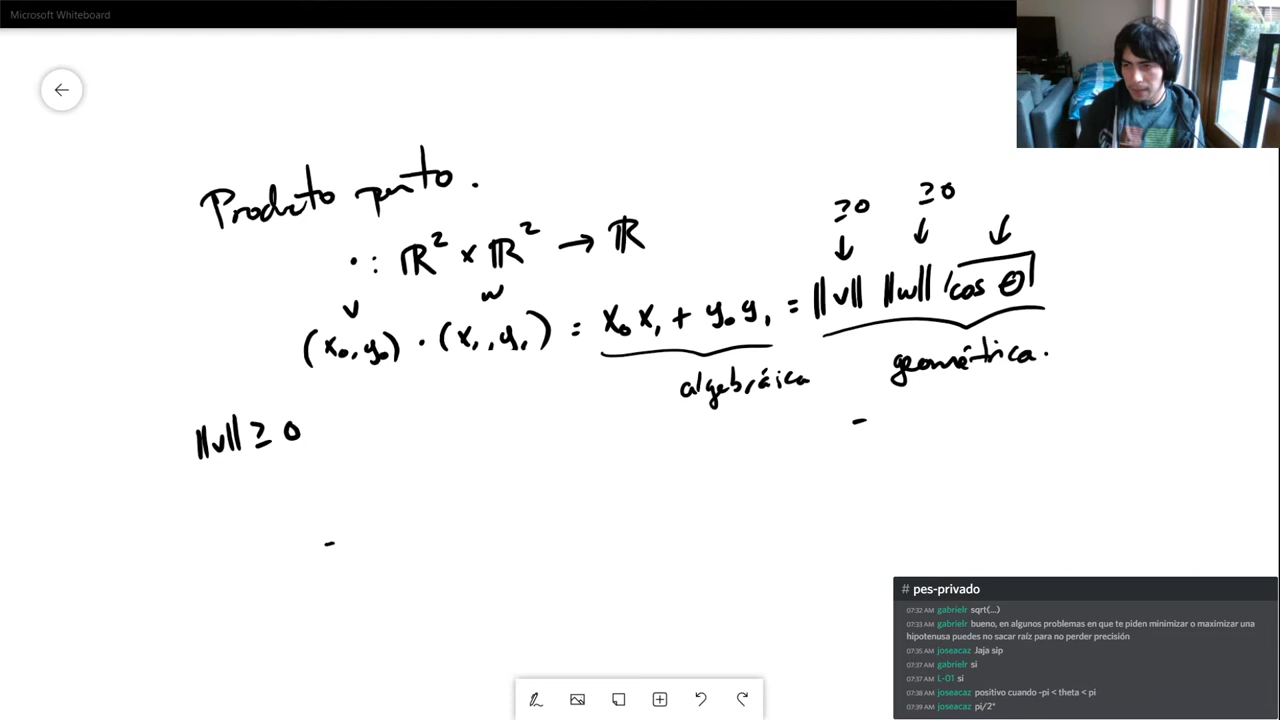 Microsoft Whiteboard
Producto punto.
· : ℝ² × ℝ² → ℝ
≥0 ≥0
v w
(x₀, y₀) · (x₁, y₁) = x₀ x₁ + y₀ y₁ = ||v|| ||w|| cos θ
algebráica
geométrica.
||v|| ≥ 0
# pes-privado
07:32 AM gabrielr sqrt(...)
07:33 AM gabrielr bueno, en algunos problemas en que te piden minimizar o maximizar una
hipotenusa puedes no sacar raíz para no perder precisión
07:35 AM joseacaz Jaja sip
07:37 AM gabrielr si
07:37 AM L-01 si
07:38 AM joseacaz positivo cuando -pi < theta < pi
07:39 AM joseacaz pi/2*